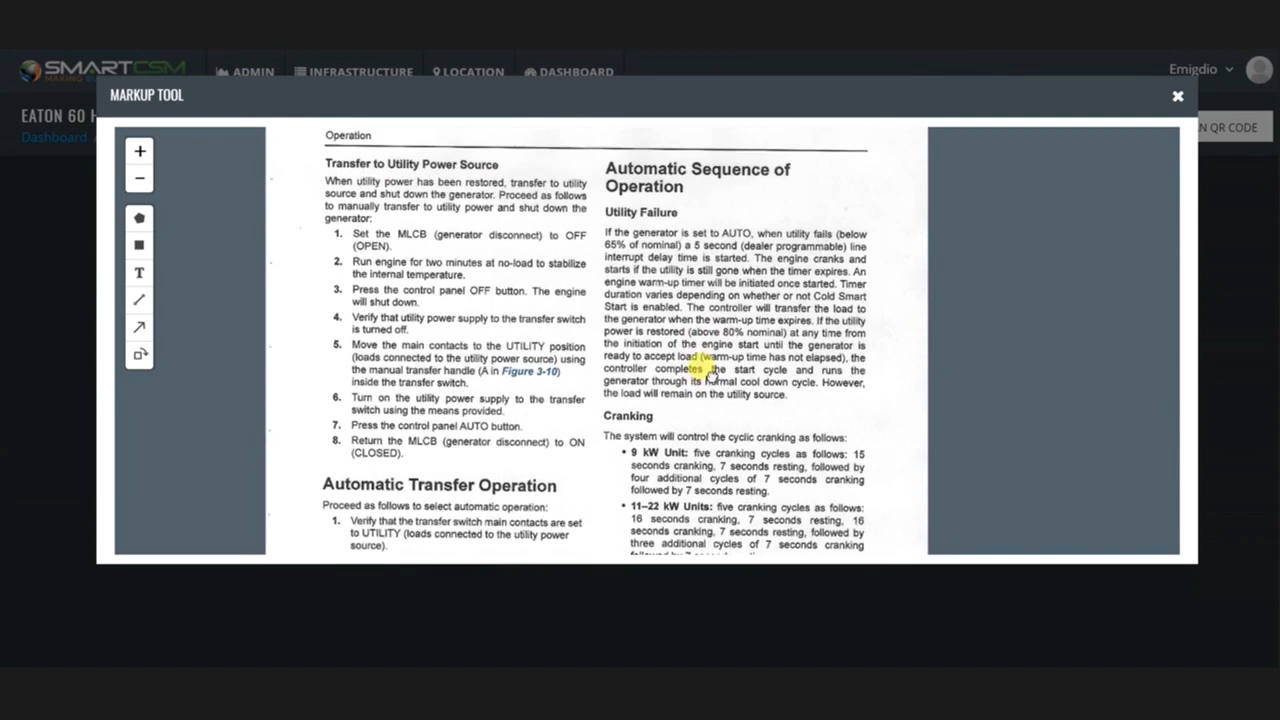 SMARTCSM
ADMIN
INFRASTRUCTURE
LOCATION
DASHBOARD
Emigdio
EATON 60 H
Dashboard
N QR CODE
MARKUP TOOL
+
−
T
Operation
Transfer to Utility Power Source
When utility power has been restored, transfer to utility
source and shut down the generator. Proceed as follows
to manually transfer to utility power and shut down the
generator:
1. Set the MLCB (generator disconnect) to OFF
(OPEN).
2. Run engine for two minutes at no-load to stabilize
the internal temperature.
3. Press the control panel OFF button. The engine
will shut down.
4. Verify that utility power supply to the transfer switch
is turned off.
5. Move the main contacts to the UTILITY position
(loads connected to the utility power source) using
the manual transfer handle (A in Figure 3-10)
inside the transfer switch.
6. Turn on the utility power supply to the transfer
switch using the means provided.
7. Press the control panel AUTO button.
8. Return the MLCB (generator disconnect) to ON
(CLOSED).
Automatic Transfer Operation
Proceed as follows to select automatic operation:
1. Verify that the transfer switch main contacts are set
to UTILITY (loads connected to the utility power
source).
Automatic Sequence of
Operation
Utility Failure
If the generator is set to AUTO, when utility fails (below
65% of nominal) a 5 second (dealer programmable) line
interrupt delay time is started. The engine cranks and
starts if the utility is still gone when the timer expires. An
engine warm-up timer will be initiated once started. Timer
duration varies depending on whether or not Cold Smart
Start is enabled. The controller will transfer the load to
the generator when the warm-up time expires. If the utility
power is restored (above 80% nominal) at any time from
the initiation of the engine start until the generator is
ready to accept load (warm-up time has not elapsed), the
controller completes the start cycle and runs the
generator through its normal cool down cycle. However,
the load will remain on the utility source.
Cranking
The system will control the cyclic cranking as follows:
• 9 kW Unit: five cranking cycles as follows: 15
seconds cranking, 7 seconds resting, followed by
four additional cycles of 7 seconds cranking
followed by 7 seconds resting.
• 11–22 kW Units: five cranking cycles as follows:
16 seconds cranking, 7 seconds resting, 16
seconds cranking, 7 seconds resting, followed by
three additional cycles of 7 seconds cranking